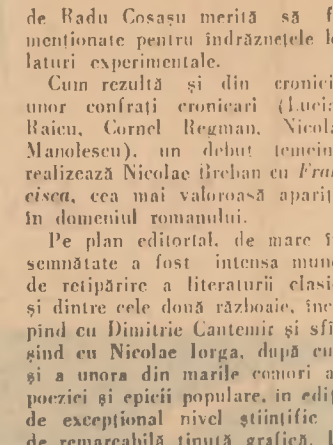 de Radu Cosașu merită să f
menționate pentru îndrăznețele l
laturi experimentale.
Cum rezultă și din cronici
unor confrați cronicari (Lucia
Raicu, Cornel Regman, Nicola
Manolescu), un debut temein
realizează Nicolae Breban cu Fran
cisca, cea mai valoroasă apariț
în domeniul romanului.
Pe plan editorial, de mare î
semnătate a fost intensa mun
de retipărire a literaturii clasi
și dintre cele două războaie, înce
pînd cu Dimitrie Cantemir și sfî
șind cu Nicolae Iorga, după cu
și a unora din marile comori a
poeziei și epicii populare, în edi
de excepțional nivel științific
de remarcabilă ținută grafică.